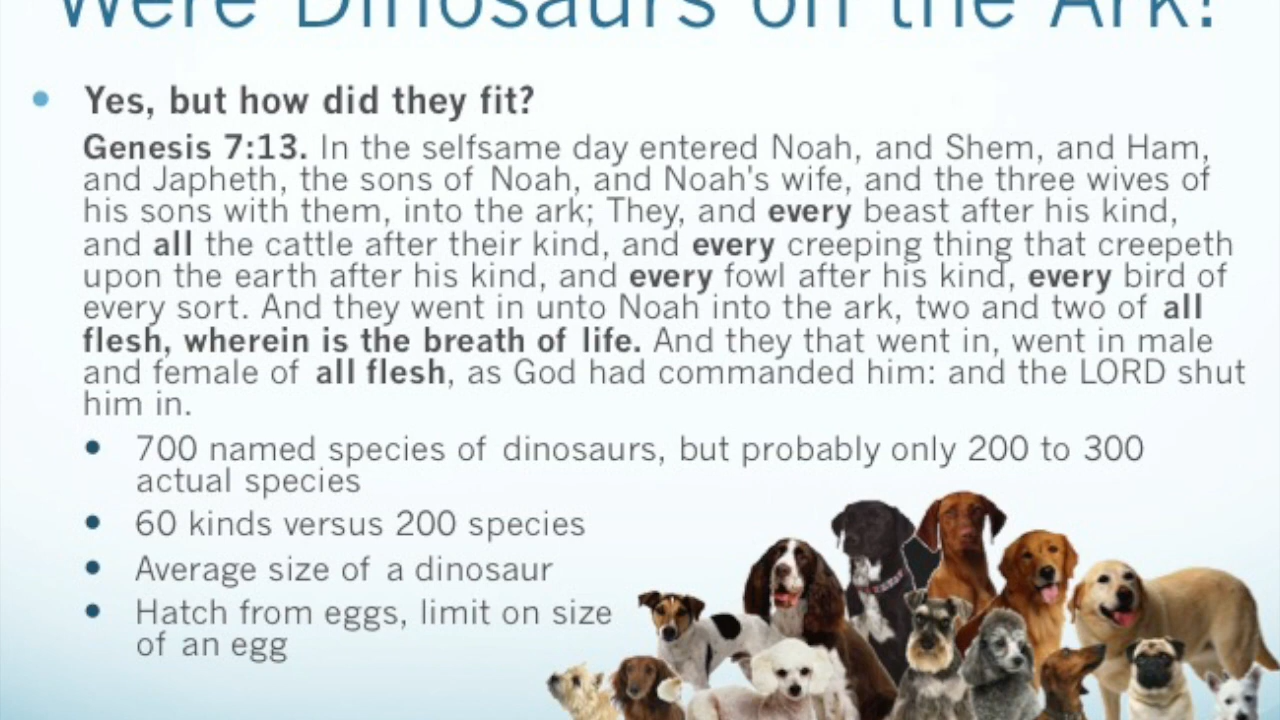 Were Dinosaurs on the Ark?
Yes, but how did they fit?
Genesis 7:13. In the selfsame day entered Noah, and Shem, and Ham,
and Japheth, the sons of Noah, and Noah's wife, and the three wives of
his sons with them, into the ark; They, and every beast after his kind,
and all the cattle after their kind, and every creeping thing that creepeth
upon the earth after his kind, and every fowl after his kind, every bird of
every sort. And they went in unto Noah into the ark, two and two of all
flesh, wherein is the breath of life. And they that went in, went in male
and female of all flesh, as God had commanded him: and the LORD shut
him in.
700 named species of dinosaurs, but probably only 200 to 300
actual species
60 kinds versus 200 species
Average size of a dinosaur
Hatch from eggs, limit on size
of an egg